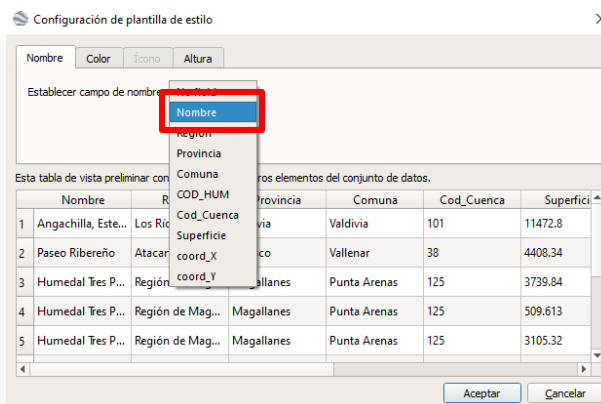 Configuración de plantilla de estilo
Nombre Color Ícono Altura
Establecer campo de nombre
Nombre
Región
Provincia
Comuna
COD_HUM
Cod_Cuenca
Superficie
coord_X
coord_Y
Esta tabla de vista preliminar con ros elementos del conjunto de datos.
Nombre R Provincia Comuna Cod_Cuenca Superfici
1 Angachilla, Este... Los Río via Valdivia 101 11472.8
2 Paseo Ribereño Atacam sco Vallenar 38 4408.34
3 Humedal Tres P... Región Magallanes Punta Arenas 125 3739.84
4 Humedal Tres P... Región de Mag... Magallanes Punta Arenas 125 509.613
5 Humedal Tres P... Región de Mag... Magallanes Punta Arenas 125 3105.32
Aceptar Cancelar